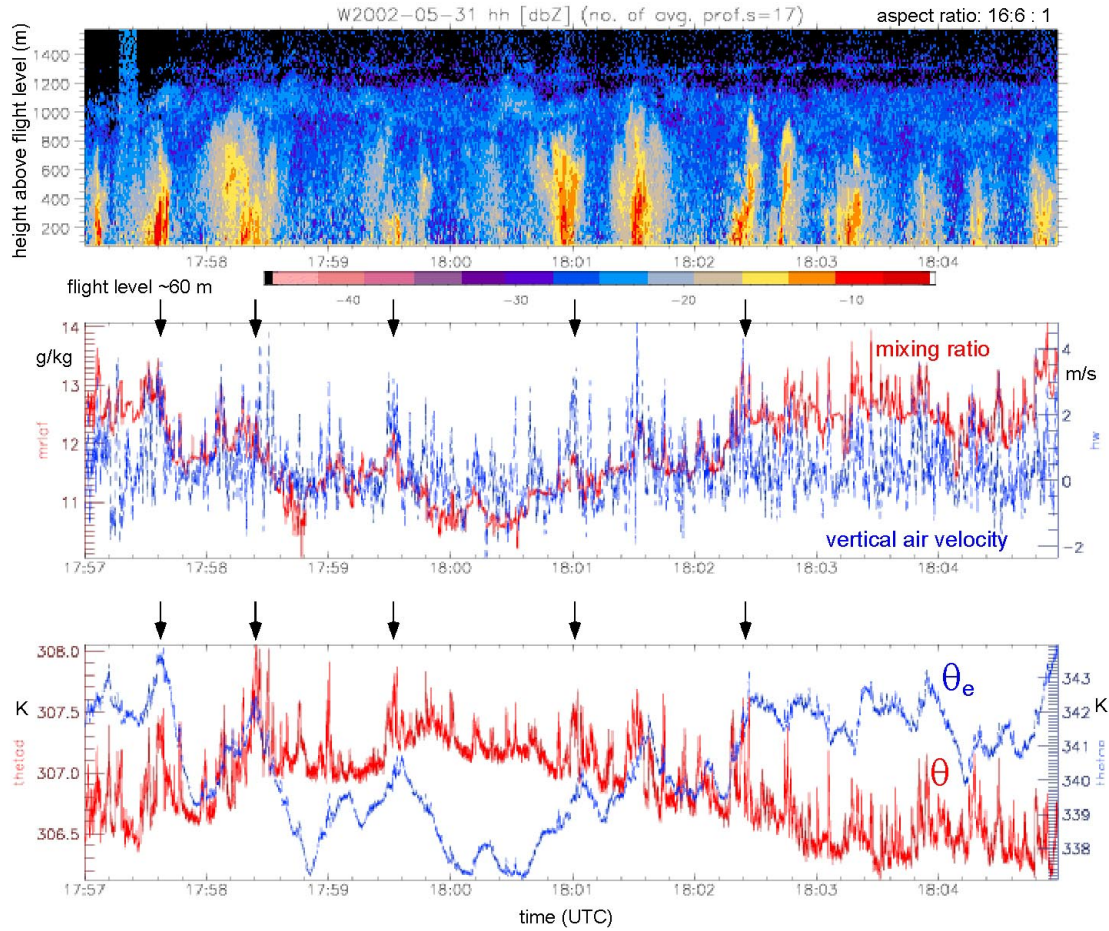 W2002-05-31 hh [dbZ] (no. of avg. prof.s=17)
aspect ratio: 16:6 : 1
height above flight level (m)
1400
1200
1000
800
600
400
200
17:58 17:59 18:00 18:01 18:02 18:03 18:04
flight level ~60 m
-40 -30 -20 -10
14
g/kg
13
12
11
mrlaf
mixing ratio
4
m/s
2
0
-2
hw
vertical air velocity
17:57 17:58 17:59 18:00 18:01 18:02 18:03 18:04
308.0
K
307.5
307.0
306.5
thetad
θe
θ
343
K
342
341
340
339
338
17:57 17:58 17:59 18:00 18:01 18:02 18:03 18:04
time (UTC)